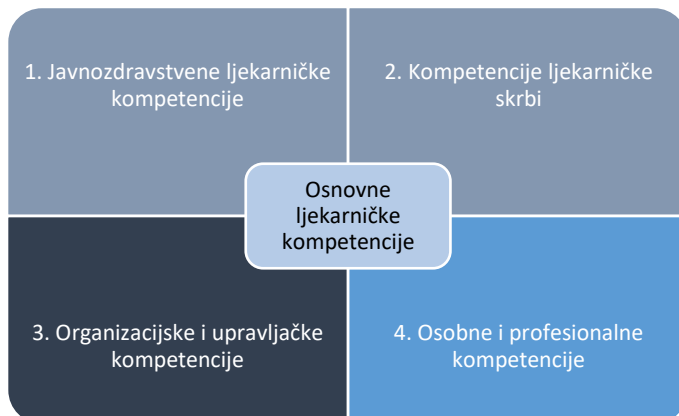 1. Javnozdravstvene ljekarničke
kompetencije
2. Kompetencije ljekarničke
skrbi
Osnovne
ljekarničke
kompetencije
3. Organizacijske i upravljačke
kompetencije
4. Osobne i profesionalne
kompetencije